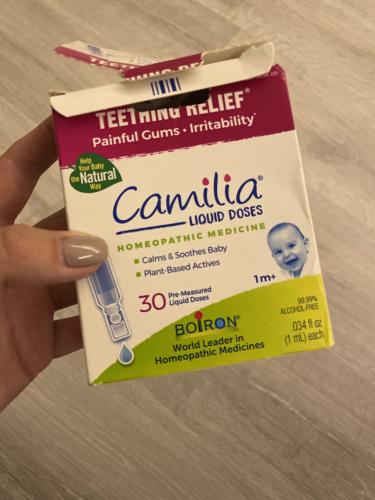 TEETHING RELIEF*
Painful Gums • Irritability*
Help
Your Baby
the Natural
Way
Camilia®
LIQUID DOSES
HOMEOPATHIC MEDICINE
Calms & Soothes Baby
Plant-Based Actives
1m+
30 Pre-Measured
Liquid Doses
99.99%
ALCOHOL-FREE
BOIRON®
.034 fl oz
(1 mL) each
World Leader in
Homeopathic Medicines